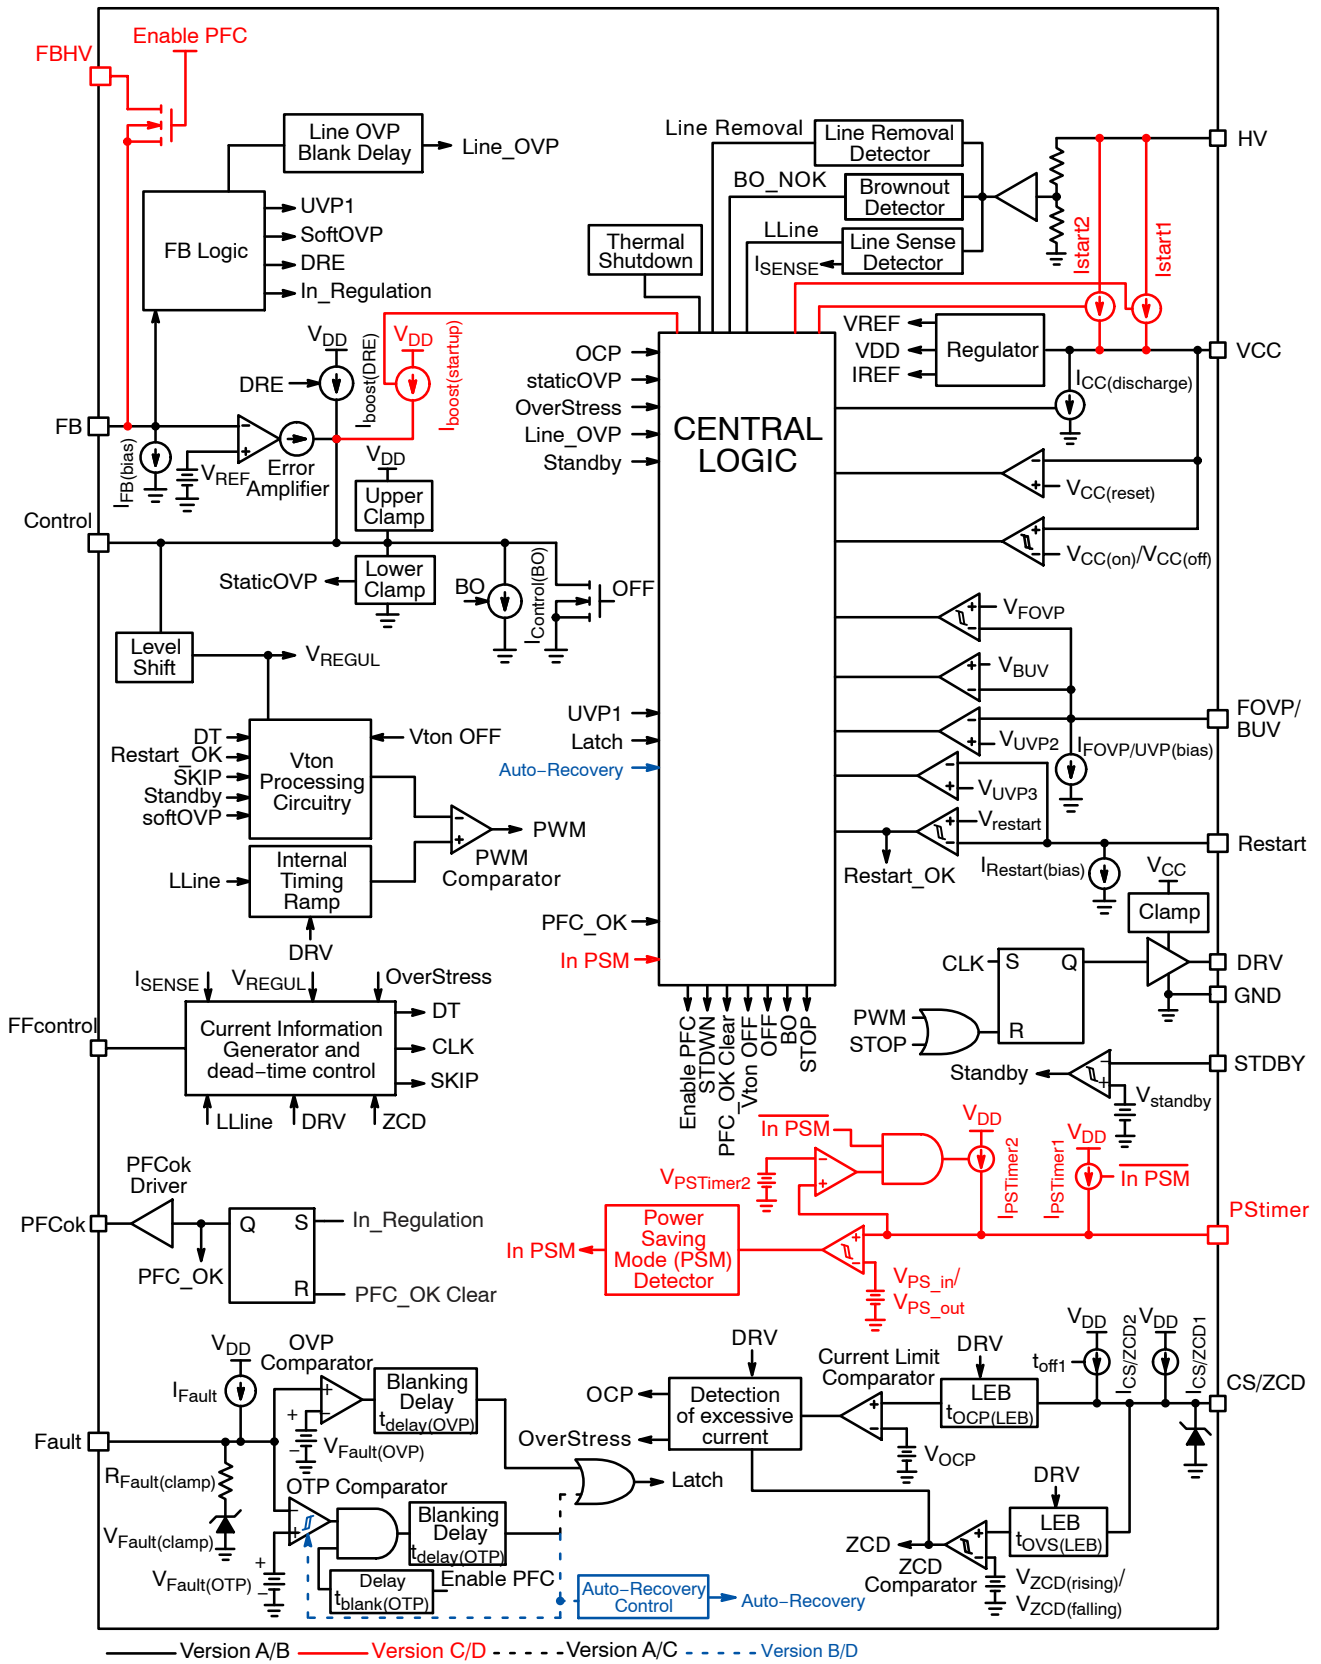 FBHV
Enable PFC
Line OVP
Blank Delay
Line_OVP
FB Logic
UVP1
SoftOVP
DRE
In_Regulation
Line Removal
Line Removal
Detector
BO_NOK
Brownout
Detector
LLine
Line Sense
Detector
ISENSE
Thermal
Shutdown
HV
Istart2
Istart1
VREF
VDD
IREF
Regulator
VCC
ICC(discharge)
VDD
DRE
Iboost(DRE)
VDD
Iboost(startup)
FB
IFB(bias)
VREF
Error
Amplifier
OCP
staticOVP
OverStress
Line_OVP
Standby
CENTRAL
LOGIC
VCC(reset)
VCC(on)/VCC(off)
VDD
Upper
Clamp
Control
StaticOVP
Lower
Clamp
BO
IControl(BO)
OFF
Level
Shift
VREGUL
VFOVP
VBUV
VUVP2
IFOVP/UVP(bias)
FOVP/
BUV
UVP1
Latch
Auto-Recovery
DT
Restart_OK
SKIP
Standby
softOVP
Vton
Processing
Circuitry
Vton OFF
PWM
PWM
Comparator
VUVP3
Vrestart
Restart
Restart_OK
IRestart(bias)
LLine
Internal
Timing
Ramp
DRV
PFC_OK
In PSM
VCC
Clamp
CLK
S
Q
R
DRV
GND
PWM
STOP
ISENSE
VREGUL
OverStress
FFcontrol
Current Information
Generator and
dead-time control
DT
CLK
SKIP
LLline
DRV
ZCD
Enable PFC
STDWN
PFC_OK Clear
Vton OFF
OFF
BO
STOP
STDBY
Standby
Vstandby
In PSM
VDD
IPSTimer2
VPSTimer2
VDD
IPSTimer1
In PSM
PStimer
PFCok
Driver
PFCok
PFC_OK
Q
S
R
In_Regulation
PFC_OK Clear
In PSM
Power
Saving
Mode (PSM)
Detector
VPS_in/
VPS_out
VDD
IFault
OVP
Comparator
Blanking
Delay
tdelay(OVP)
Fault
VFault(OVP)
RFault(clamp)
VFault(clamp)
OTP Comparator
Blanking
Delay
tdelay(OTP)
VFault(OTP)
Delay
tblank(OTP)
Enable PFC
Latch
Auto-Recovery
Control
Auto-Recovery
DRV
OCP
OverStress
Detection
of excessive
current
Current Limit
Comparator
VOCP
DRV
LEB
tOCP(LEB)
VDD
toff1
ICS/ZCD2
VDD
ICS/ZCD1
CS/ZCD
DRV
LEB
tOVS(LEB)
ZCD
ZCD
Comparator
VZCD(rising)/
VZCD(falling)
Version A/B
Version C/D
Version A/C
Version B/D